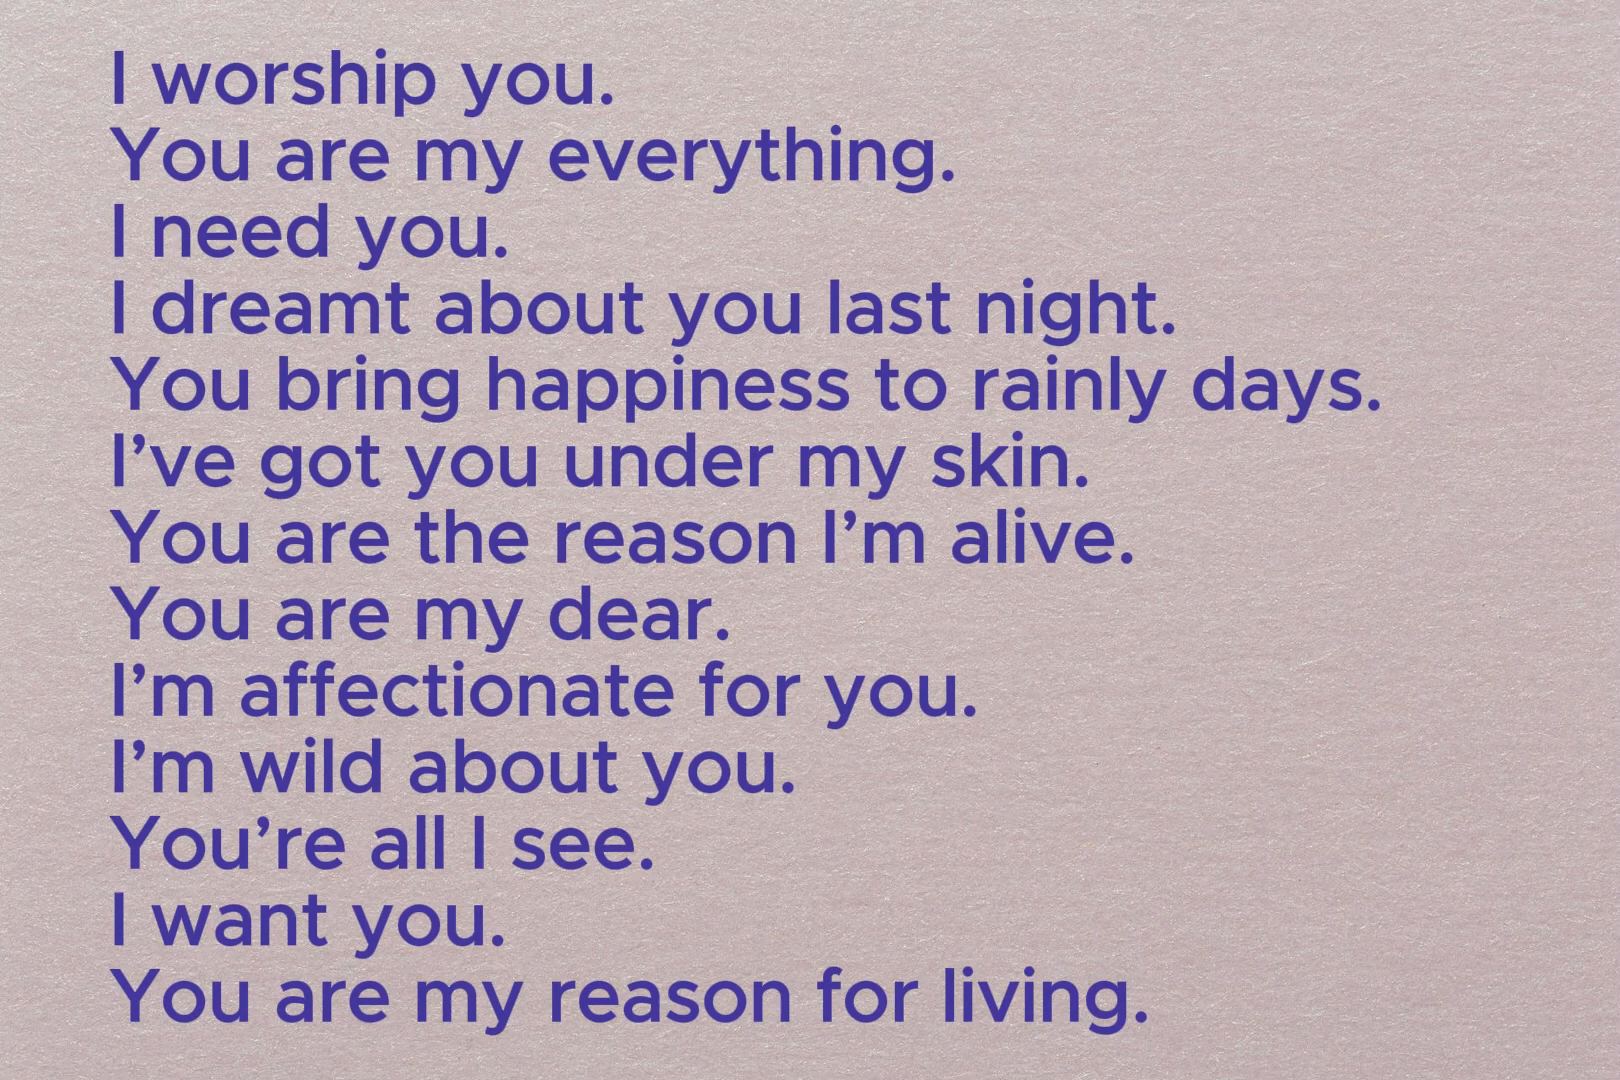 I worship you.
You are my everything.
I need you.
I dreamt about you last night.
You bring happiness to rainly days.
I’ve got you under my skin.
You are the reason I’m alive.
You are my dear.
I’m affectionate for you.
I’m wild about you.
You’re all I see.
I want you.
You are my reason for living.